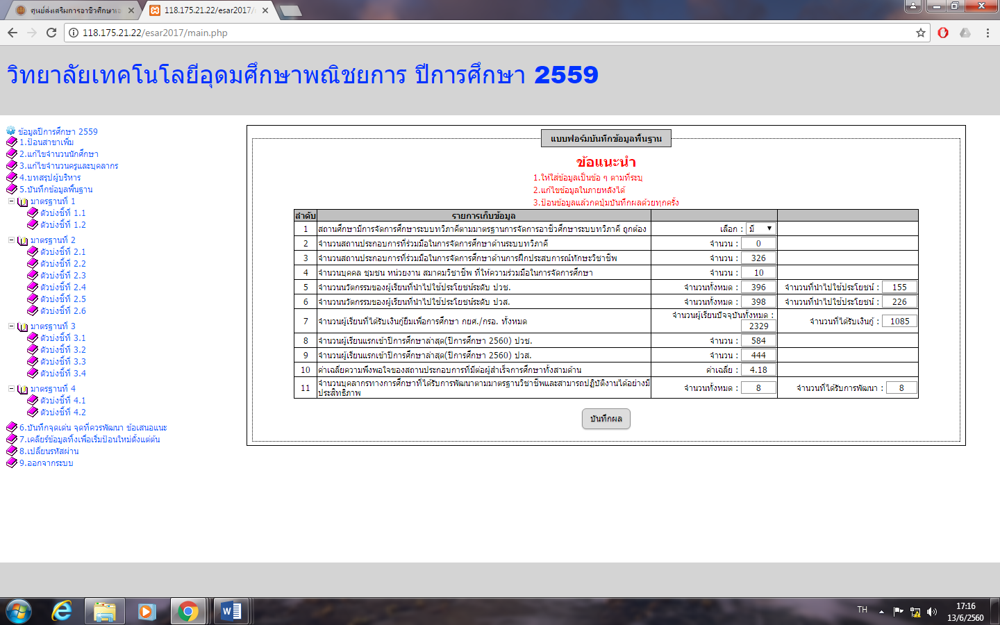 ศูนย์ส่งเสริมการอาชีวศึกษาเอ
118.175.21.22/esar2017/
118.175.21.22/esar2017/main.php
วิทยาลัยเทคโนโลยีอุดมศึกษาพณิชยการ ปีการศึกษา 2559
ข้อมูลปีการศึกษา 2559
1.ป้อนสาขาเพิ่ม
2.แก้ไขจำนวนนักศึกษา
3.แก้ไขจำนวนครูและบุคลากร
4.บทสรุปผู้บริหาร
5.บันทึกข้อมูลพื้นฐาน
มาตรฐานที่ 1
ตัวบ่งชี้ที่ 1.1
ตัวบ่งชี้ที่ 1.2
มาตรฐานที่ 2
ตัวบ่งชี้ที่ 2.1
ตัวบ่งชี้ที่ 2.2
ตัวบ่งชี้ที่ 2.3
ตัวบ่งชี้ที่ 2.4
ตัวบ่งชี้ที่ 2.5
ตัวบ่งชี้ที่ 2.6
มาตรฐานที่ 3
ตัวบ่งชี้ที่ 3.1
ตัวบ่งชี้ที่ 3.2
ตัวบ่งชี้ที่ 3.3
ตัวบ่งชี้ที่ 3.4
มาตรฐานที่ 4
ตัวบ่งชี้ที่ 4.1
ตัวบ่งชี้ที่ 4.2
6.บันทึกจุดเด่น จุดที่ควรพัฒนา ข้อเสนอแนะ
7.เคลียร์ข้อมูลทิ้งเพื่อเริ่มป้อนใหม่ตั้งแต่ต้น
8.เปลี่ยนรหัสผ่าน
9.ออกจากระบบ
แบบฟอร์มบันทึกข้อมูลพื้นฐาน
ข้อแนะนำ
1.ให้ใส่ข้อมูลเป็นข้อ ๆ ตามที่ระบุ
2.แก้ไขข้อมูลในภายหลังได้
3.ป้อนข้อมูลแล้วกดปุ่มบันทึกผลด้วยทุกครั้ง
ลำดับ รายการเก็บข้อมูล
1 สถานศึกษามีการจัดการศึกษาระบบทวิภาคีตามมาตรฐานการจัดการอาชีวศึกษาระบบทวิภาคี ถูกต้อง เลือก : มี
2 จำนวนสถานประกอบการที่ร่วมมือในการจัดการศึกษาด้านระบบทวิภาคี จำนวน : 0
3 จำนวนสถานประกอบการที่ร่วมมือในการจัดการศึกษาด้านการฝึกประสบการณ์ทักษะวิชาชีพ จำนวน : 326
4 จำนวนบุคคล ชุมชน หน่วยงาน สมาคมวิชาชีพ ที่ให้ความร่วมมือในการจัดการศึกษา จำนวน : 10
5 จำนวนนวัตกรรมของผู้เรียนที่นำไปใช้ประโยชน์ระดับ ปวช. จำนวนทั้งหมด : 396 จำนวนที่นำไปใช้ประโยชน์ : 155
6 จำนวนนวัตกรรมของผู้เรียนที่นำไปใช้ประโยชน์ระดับ ปวส. จำนวนทั้งหมด : 398 จำนวนที่นำไปใช้ประโยชน์ : 226
7 จำนวนผู้เรียนที่ได้รับเงินกู้ยืมเพื่อการศึกษา กยศ./กรอ. ทั้งหมด จำนวนผู้เรียนปัจจุบันทั้งหมด : 2329 จำนวนที่ได้รับเงินกู้ : 1085
8 จำนวนผู้เรียนแรกเข้าปีการศึกษาล่าสุด(ปีการศึกษา 2560) ปวช. จำนวน : 584
9 จำนวนผู้เรียนแรกเข้าปีการศึกษาล่าสุด(ปีการศึกษา 2560) ปวส. จำนวน : 444
10 ค่าเฉลี่ยความพึงพอใจของสถานประกอบการที่มีต่อผู้สำเร็จการศึกษาทั้งสามด้าน ค่าเฉลี่ย : 4.18
11 จำนวนบุคลากรทางการศึกษาที่ได้รับการพัฒนาตามมาตรฐานวิชาชีพและสามารถปฏิบัติงานได้อย่างมี
ประสิทธิภาพ จำนวนทั้งหมด : 8 จำนวนที่ได้รับการพัฒนา : 8
บันทึกผล
TH
17:16
13/6/2560